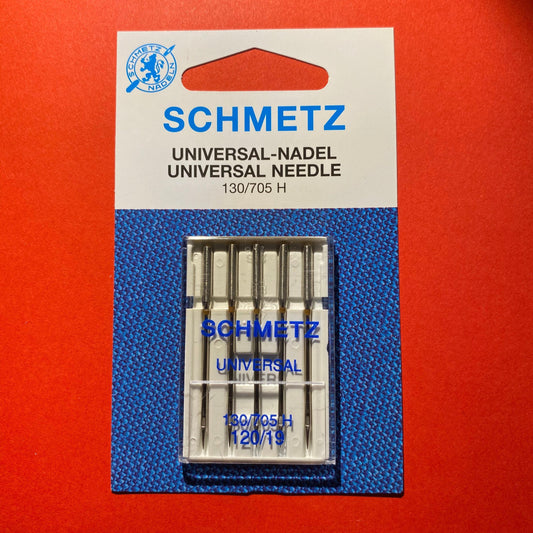 SCHMETZ
NADELN
SCHMETZ
UNIVERSAL-NADEL
UNIVERSAL NEEDLE
130/705 H
SCHMETZ
UNIVERSAL
130/705 H
120/19